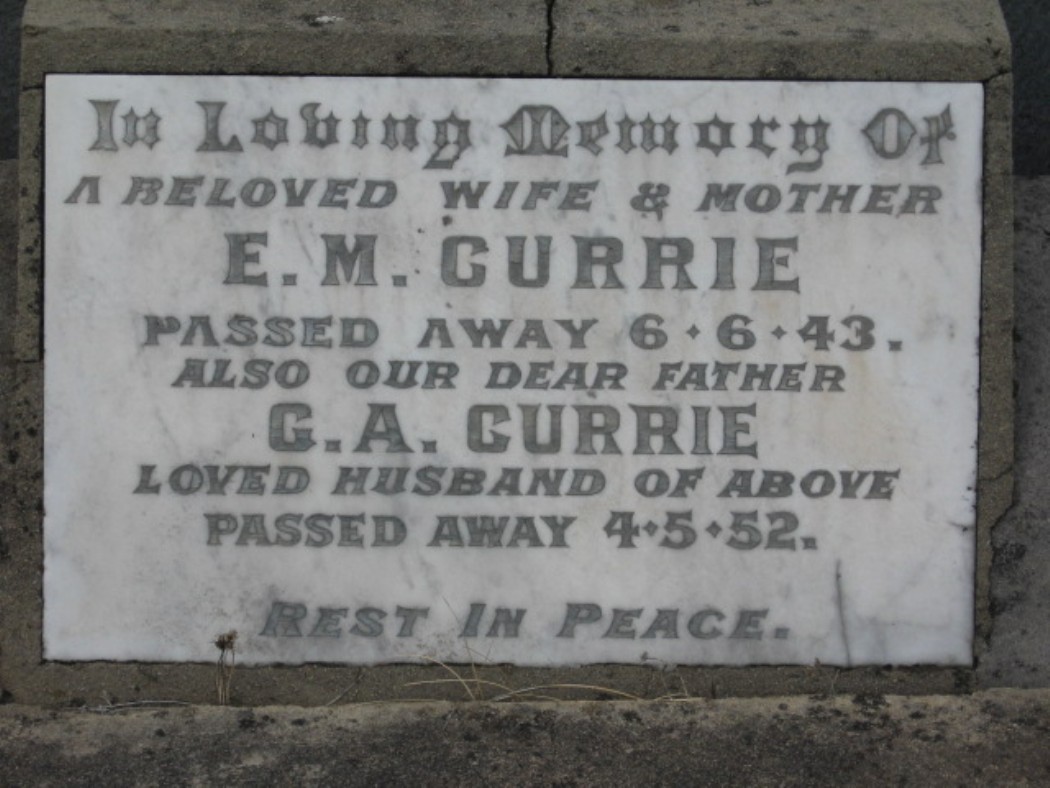 In Loving Memory Of
A BELOVED WIFE & MOTHER
E. M. CURRIE
PASSED AWAY 6·6·43.
ALSO OUR DEAR FATHER
G. A. CURRIE
LOVED HUSBAND OF ABOVE
PASSED AWAY 4·5·52.
REST IN PEACE.